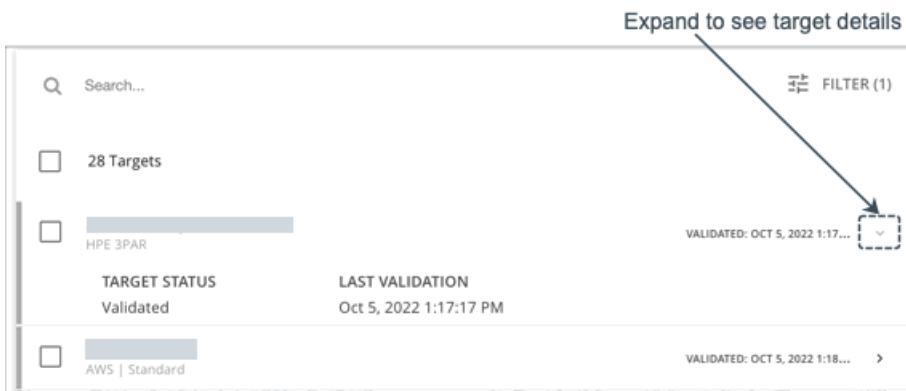 Expand to see target details
Search...
FILTER (1)
28 Targets
HPE 3PAR
VALIDATED: OCT 5, 2022 1:17...
TARGET STATUS
LAST VALIDATION
Validated
Oct 5, 2022 1:17:17 PM
AWS | Standard
VALIDATED: OCT 5, 2022 1:18...